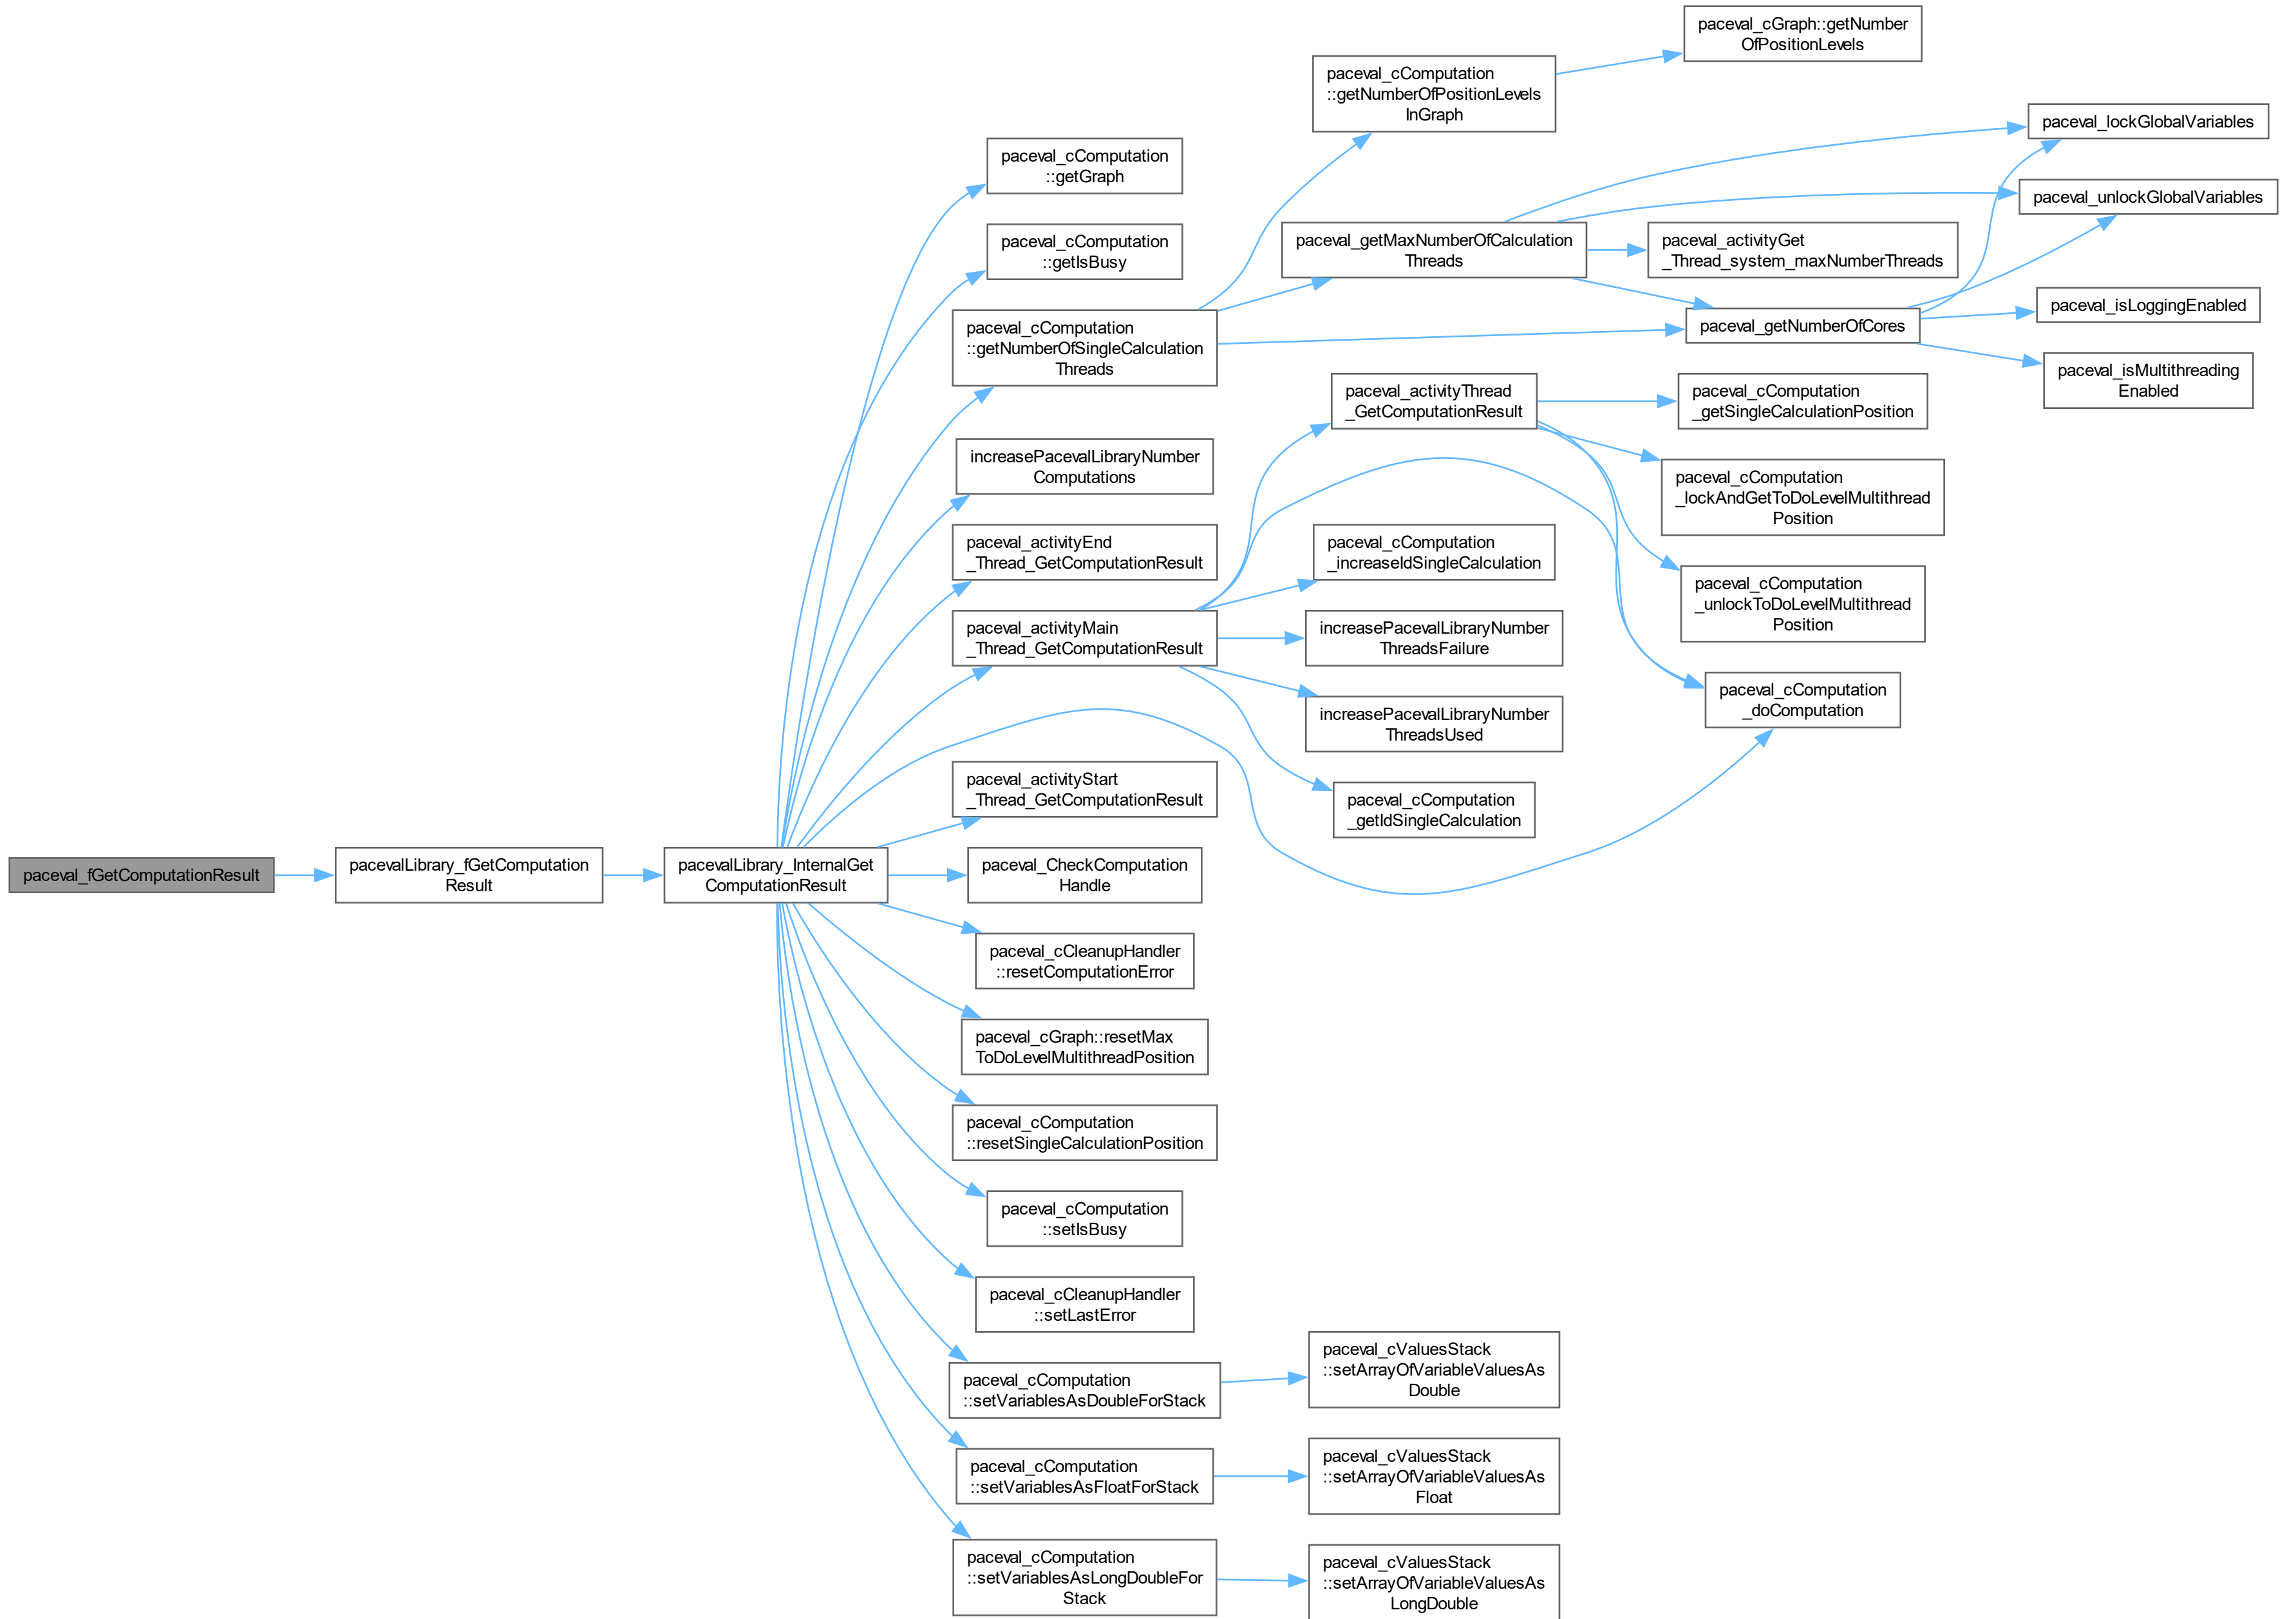 paceval_fGetComputationResult
pacevalLibrary_fGetComputation
Result
pacevalLibrary_InternalGet
ComputationResult
paceval_cComputation
::getGraph
paceval_cComputation
::getIsBusy
paceval_cComputation
::getNumberOfSingleCalculation
Threads
increasePacevalLibraryNumber
Computations
paceval_activityEnd
_Thread_GetComputationResult
paceval_activityMain
_Thread_GetComputationResult
paceval_activityStart
_Thread_GetComputationResult
paceval_CheckComputation
Handle
paceval_cCleanupHandler
::resetComputationError
paceval_cGraph::resetMax
ToDoLevelMultithreadPosition
paceval_cComputation
::resetSingleCalculationPosition
paceval_cComputation
::setIsBusy
paceval_cCleanupHandler
::setLastError
paceval_cComputation
::setVariablesAsDoubleForStack
paceval_cComputation
::setVariablesAsFloatForStack
paceval_cComputation
::setVariablesAsLongDoubleFor
Stack
paceval_cComputation
::getNumberOfPositionLevels
InGraph
paceval_getMaxNumberOfCalculation
Threads
paceval_activityThread
_GetComputationResult
paceval_cComputation
_increaseIdSingleCalculation
increasePacevalLibraryNumber
ThreadsFailure
increasePacevalLibraryNumber
ThreadsUsed
paceval_cComputation
_getIdSingleCalculation
paceval_cValuesStack
::setArrayOfVariableValuesAs
Double
paceval_cValuesStack
::setArrayOfVariableValuesAs
Float
paceval_cValuesStack
::setArrayOfVariableValuesAs
LongDouble
paceval_cGraph::getNumber
OfPositionLevels
paceval_activityGet
_Thread_system_maxNumberThreads
paceval_getNumberOfCores
paceval_cComputation
_getSingleCalculationPosition
paceval_cComputation
_lockAndGetToDoLevelMultithread
Position
paceval_cComputation
_unlockToDoLevelMultithread
Position
paceval_cComputation
_doComputation
paceval_lockGlobalVariables
paceval_unlockGlobalVariables
paceval_isLoggingEnabled
paceval_isMultithreading
Enabled